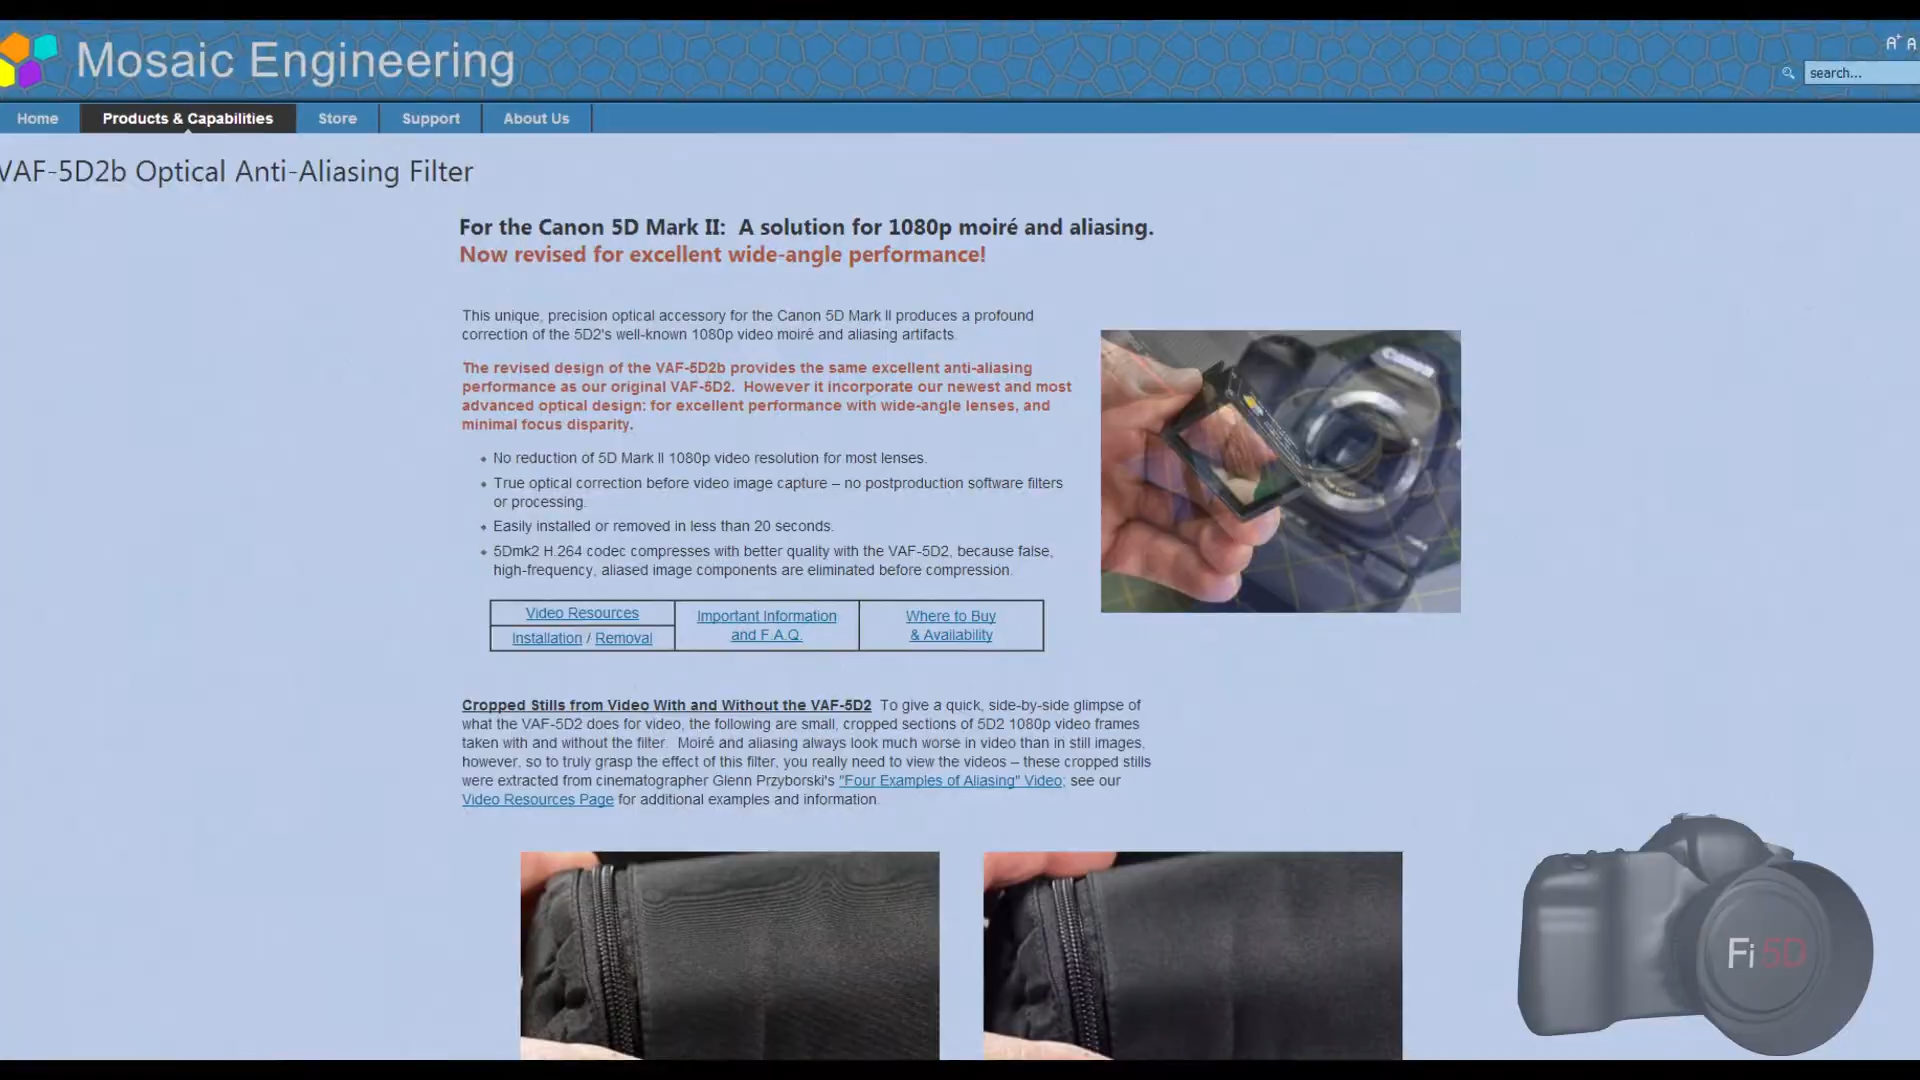 Mosaic Engineering
A+ A
search...
Home
Products & Capabilities
Store
Support
About Us
VAF-5D2b Optical Anti-Aliasing Filter
For the Canon 5D Mark II: A solution for 1080p moiré and aliasing.
Now revised for excellent wide-angle performance!
This unique, precision optical accessory for the Canon 5D Mark II produces a profound
correction of the 5D2's well-known 1080p video moiré and aliasing artifacts.
The revised design of the VAF-5D2b provides the same excellent anti-aliasing
performance as our original VAF-5D2. However it incorporate our newest and most
advanced optical design: for excellent performance with wide-angle lenses, and
minimal focus disparity.
No reduction of 5D Mark II 1080p video resolution for most lenses.
True optical correction before video image capture – no postproduction software filters
or processing.
Easily installed or removed in less than 20 seconds.
5Dmk2 H.264 codec compresses with better quality with the VAF-5D2, because false,
high-frequency, aliased image components are eliminated before compression.
Video Resources
Installation / Removal
Important Information
and F.A.Q.
Where to Buy
& Availability
Cropped Stills from Video With and Without the VAF-5D2 To give a quick, side-by-side glimpse of
what the VAF-5D2 does for video, the following are small, cropped sections of 5D2 1080p video frames
taken with and without the filter. Moiré and aliasing always look much worse in video than in still images,
however, so to truly grasp the effect of this filter, you really need to view the videos – these cropped stills
were extracted from cinematographer Glenn Przyborski's "Four Examples of Aliasing" Video; see our
Video Resources Page for additional examples and information.
Canon
Fi 5D